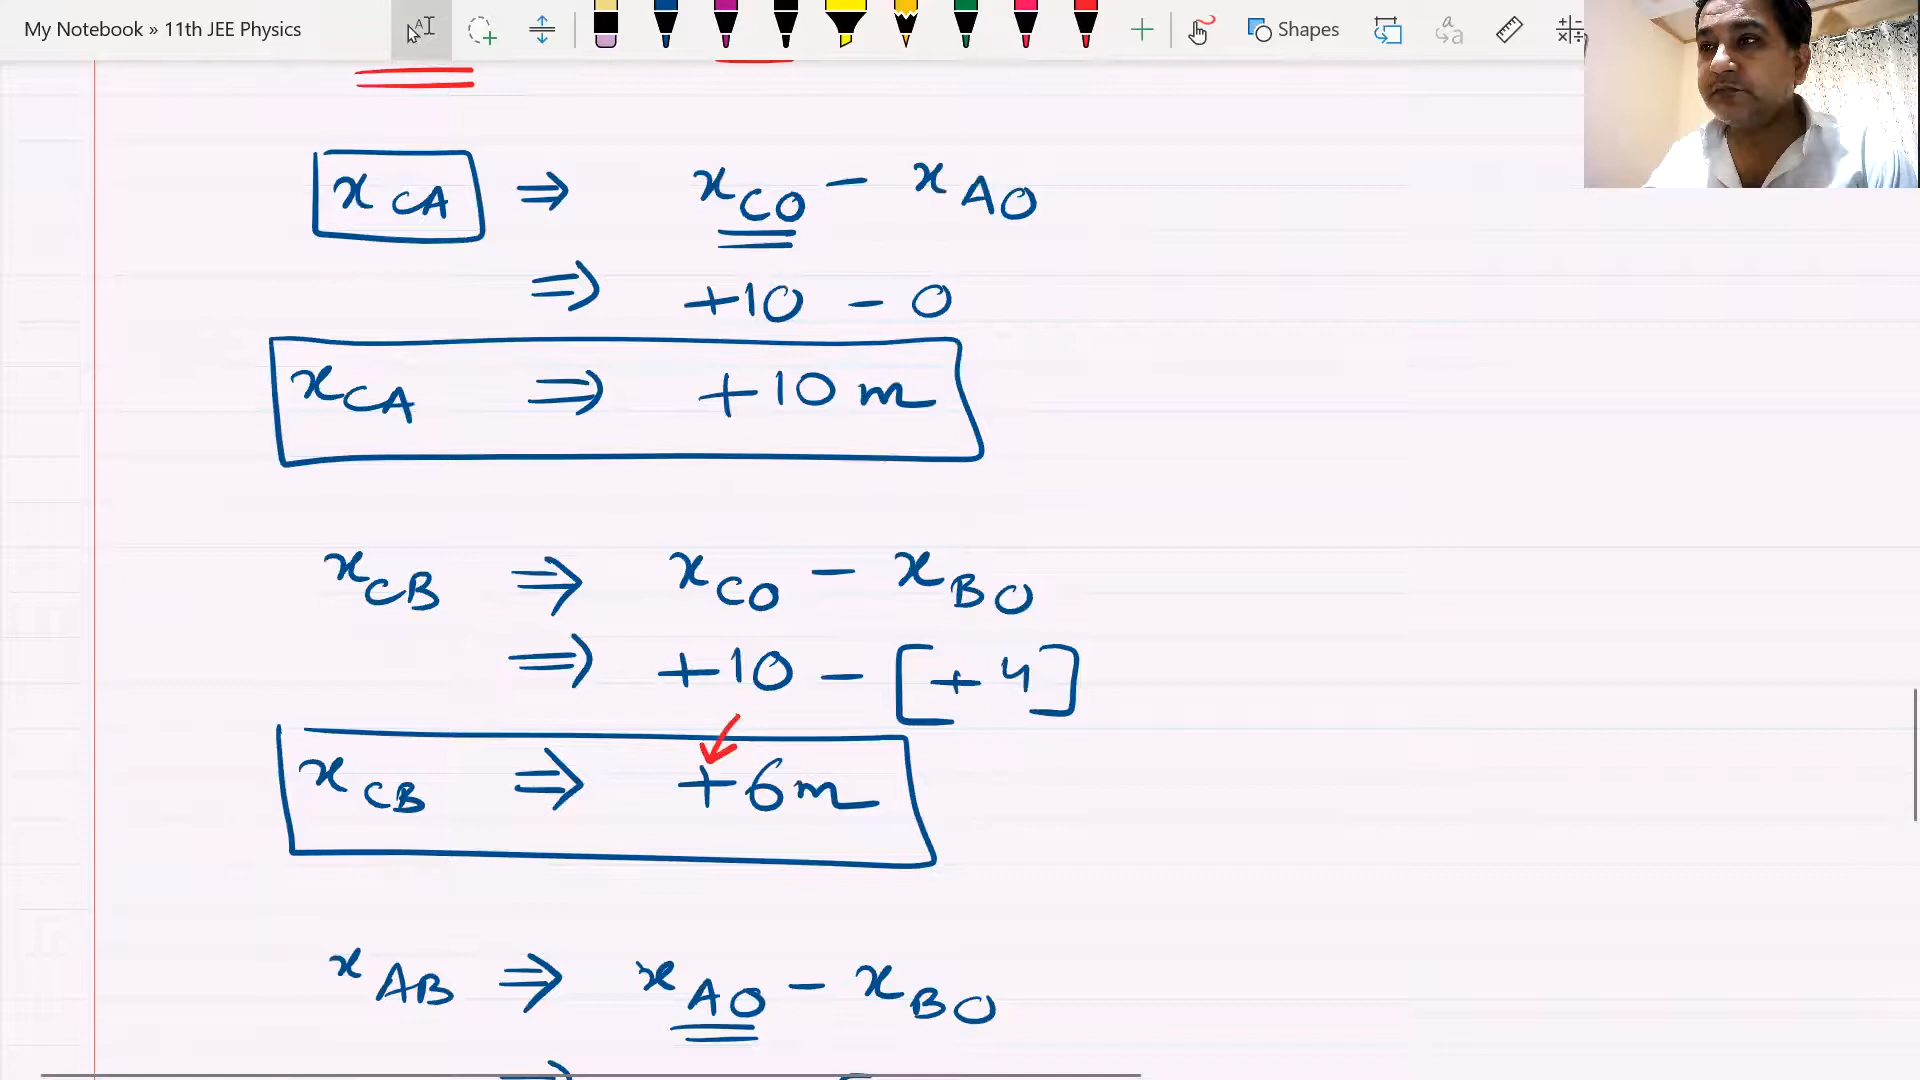 My Notebook » 11th JEE Physics
Shapes
x CA ⇒ x CO - x AO
⇒ +10 - 0
x CA ⇒ +10 m
x CB ⇒ x CO - x BO
⇒ +10 - [+4]
x CB ⇒ +6m
x AB ⇒ x AO - x BO